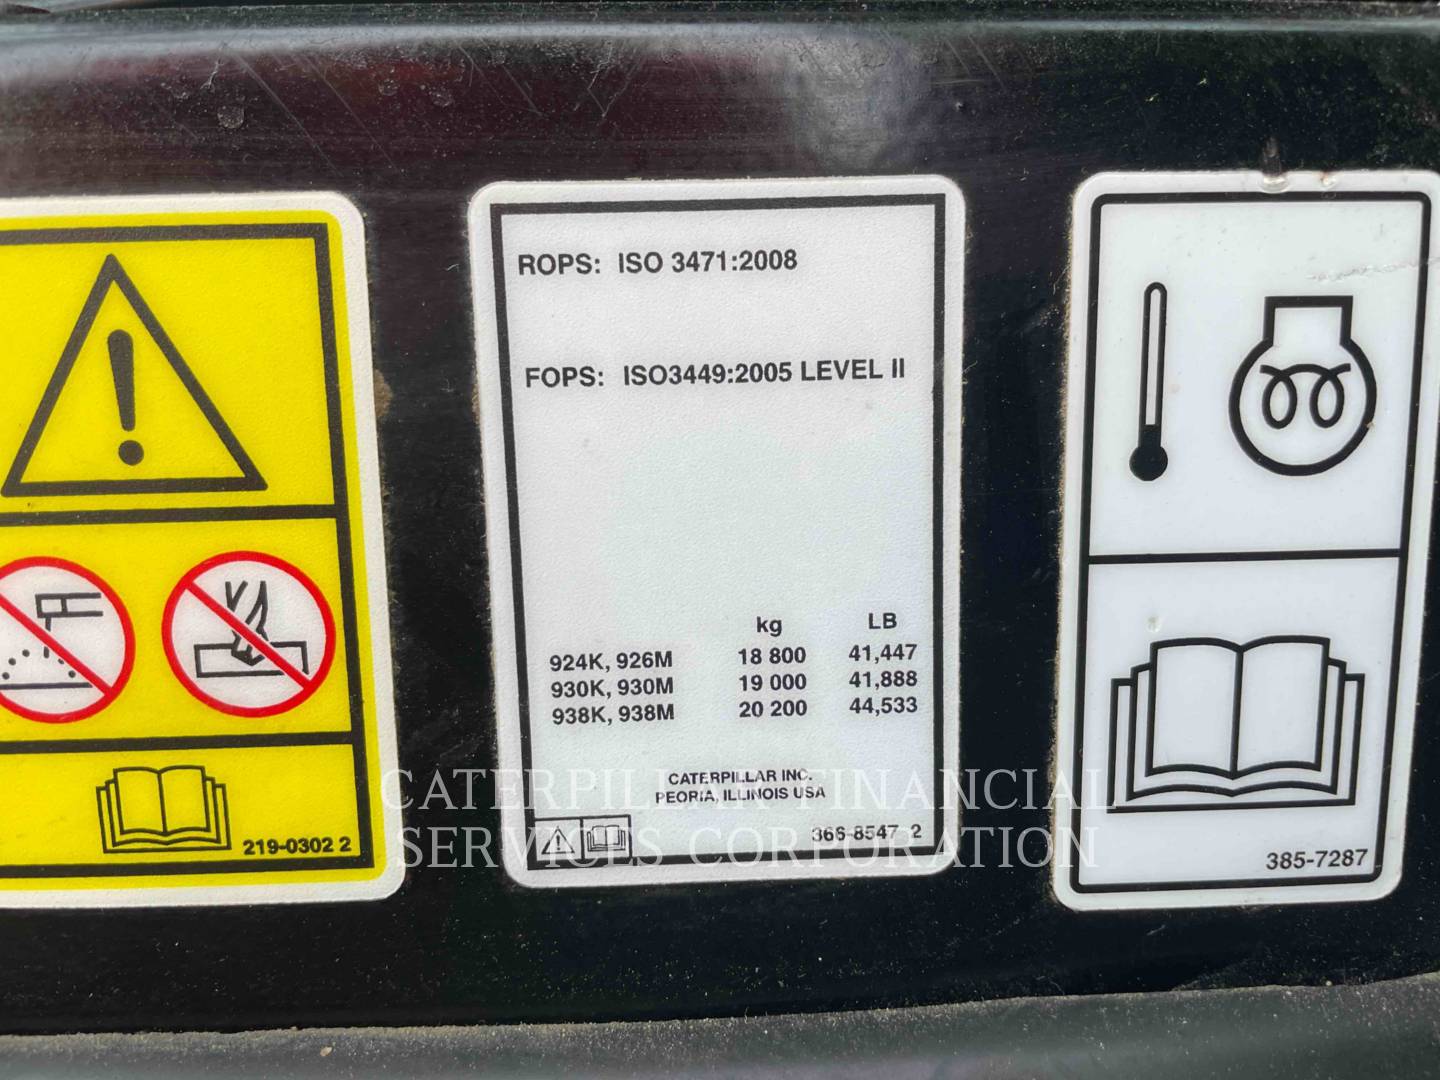 219-0302 2
ROPS: ISO 3471:2008
FOPS: ISO3449:2005 LEVEL II
kg LB
924K, 926M 18 800 41,447
930K, 930M 19 000 41,888
938K, 938M 20 200 44,533
CATERPILLAR INC.
PEORIA, ILLINOIS USA
366-8547 2
385-7287
CATERPILLAR FINANCIAL
SERVICES CORPORATION